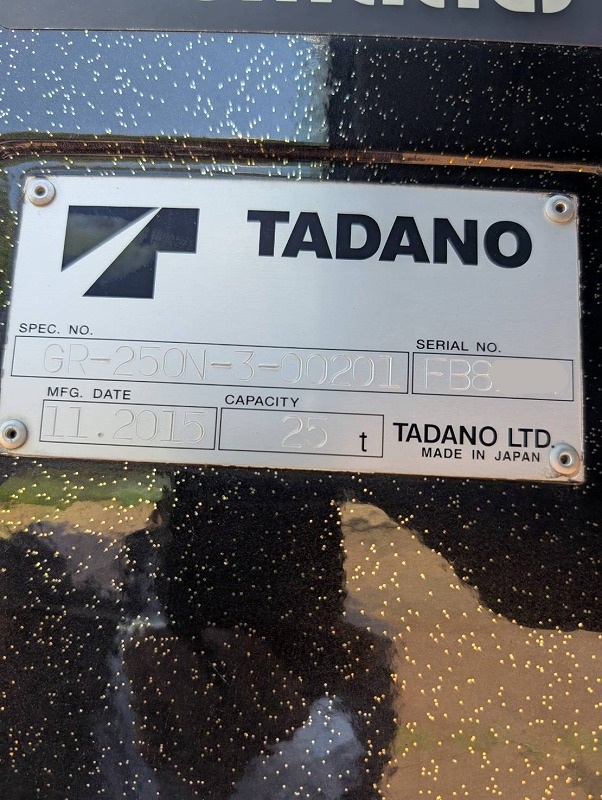 TADANO
SPEC. NO.
GR-250N-3-00201
SERIAL NO.
FB8.
MFG. DATE
11.2015
CAPACITY
25 t
TADANO LTD.
MADE IN JAPAN